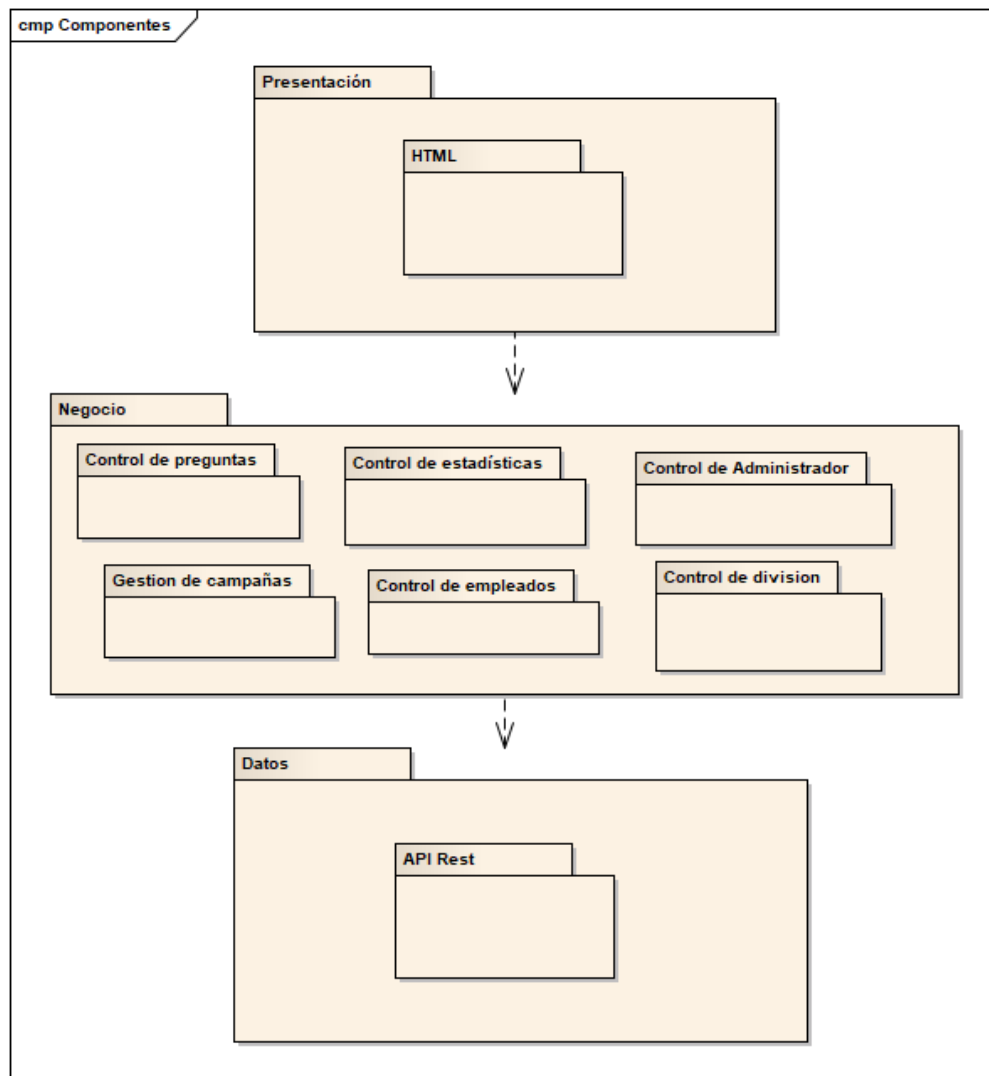 cmp Componentes
Presentación
HTML
Negocio
Control de preguntas
Control de estadísticas
Control de Administrador
Gestion de campañas
Control de empleados
Control de division
Datos
API Rest